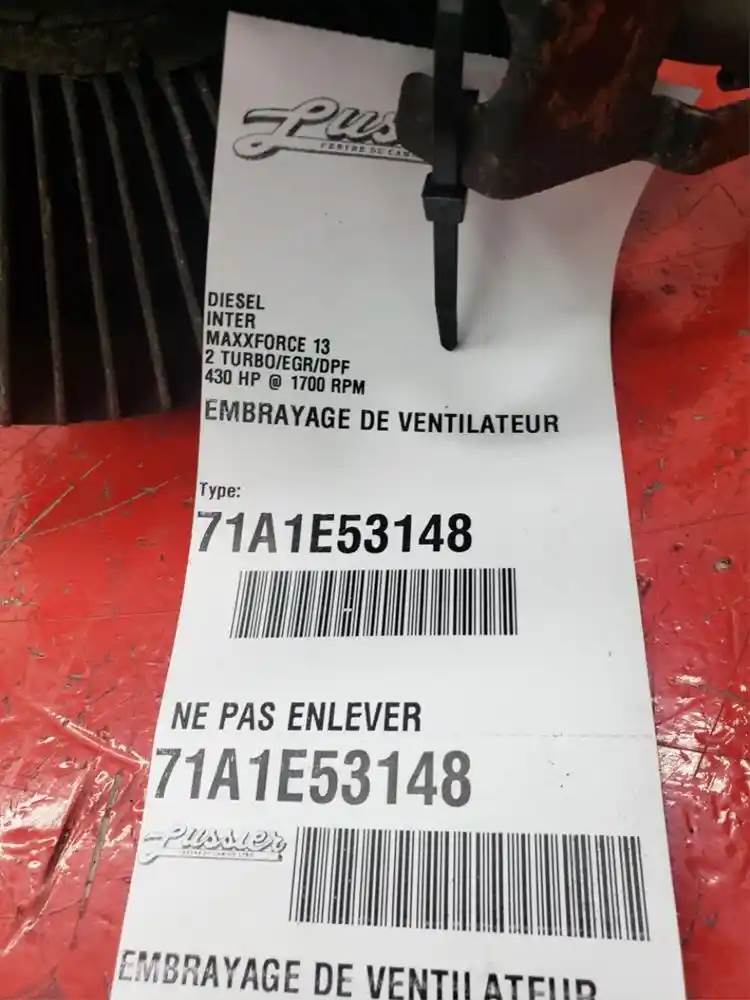 DIESEL
INTER
MAXXFORCE 13
2 TURBO/EGR/DPF
430 HP @ 1700 RPM
EMBRAYAGE DE VENTILATEUR
Type:
71A1E53148
NE PAS ENLEVER
71A1E53148
Lussier
EMBRAYAGE DE VENTILATEUR